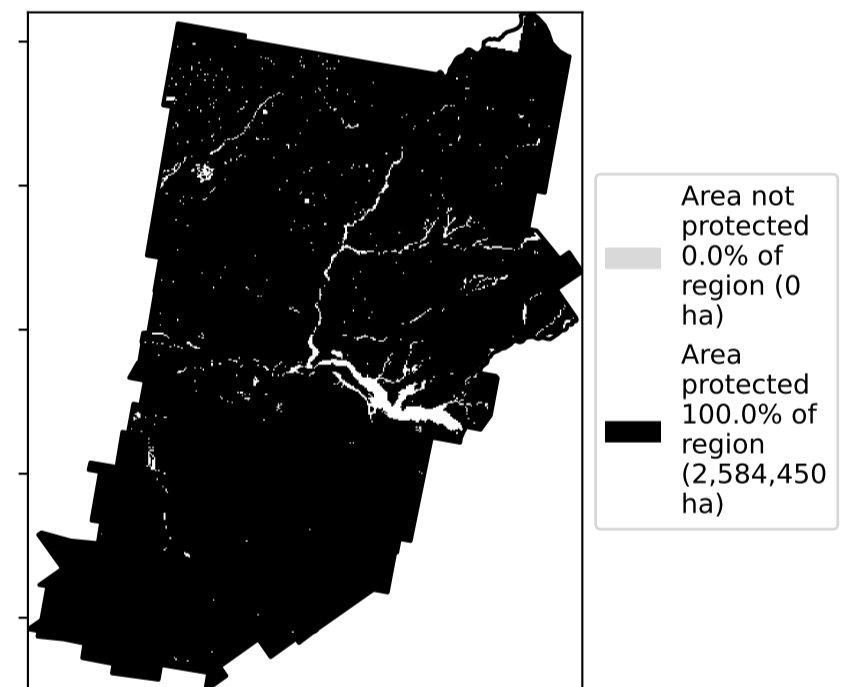 Area not
protected
0.0% of
region (0
ha)
Area
protected
100.0% of
region
(2,584,450
ha)